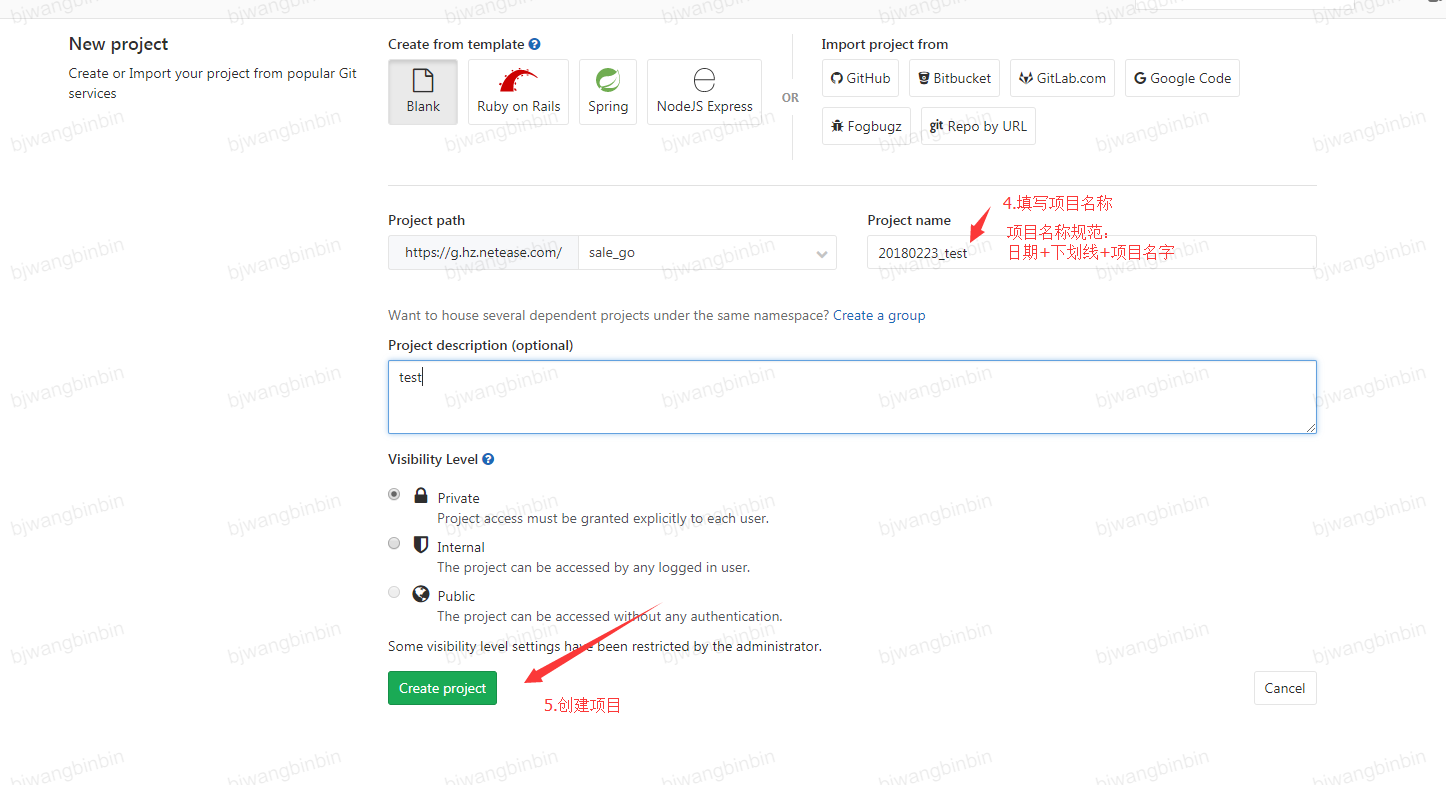 New project
Create or Import your project from popular Git
services
Create from template
Blank
Ruby on Rails
Spring
NodeJS Express
OR
Import project from
GitHub
Bitbucket
GitLab.com
Google Code
Fogbugz
git Repo by URL
Project path
https://g.hz.netease.com/
sale_go
Project name
20180223_test
4.填写项目名称
项目名称规范：
日期+下划线+项目名字
Want to house several dependent projects under the same namespace? Create a group
Project description (optional)
test
Visibility Level
Private
Project access must be granted explicitly to each user.
Internal
The project can be accessed by any logged in user.
Public
The project can be accessed without any authentication.
Some visibility level settings have been restricted by the administrator.
Create project
5.创建项目
Cancel
bjwangbinbin